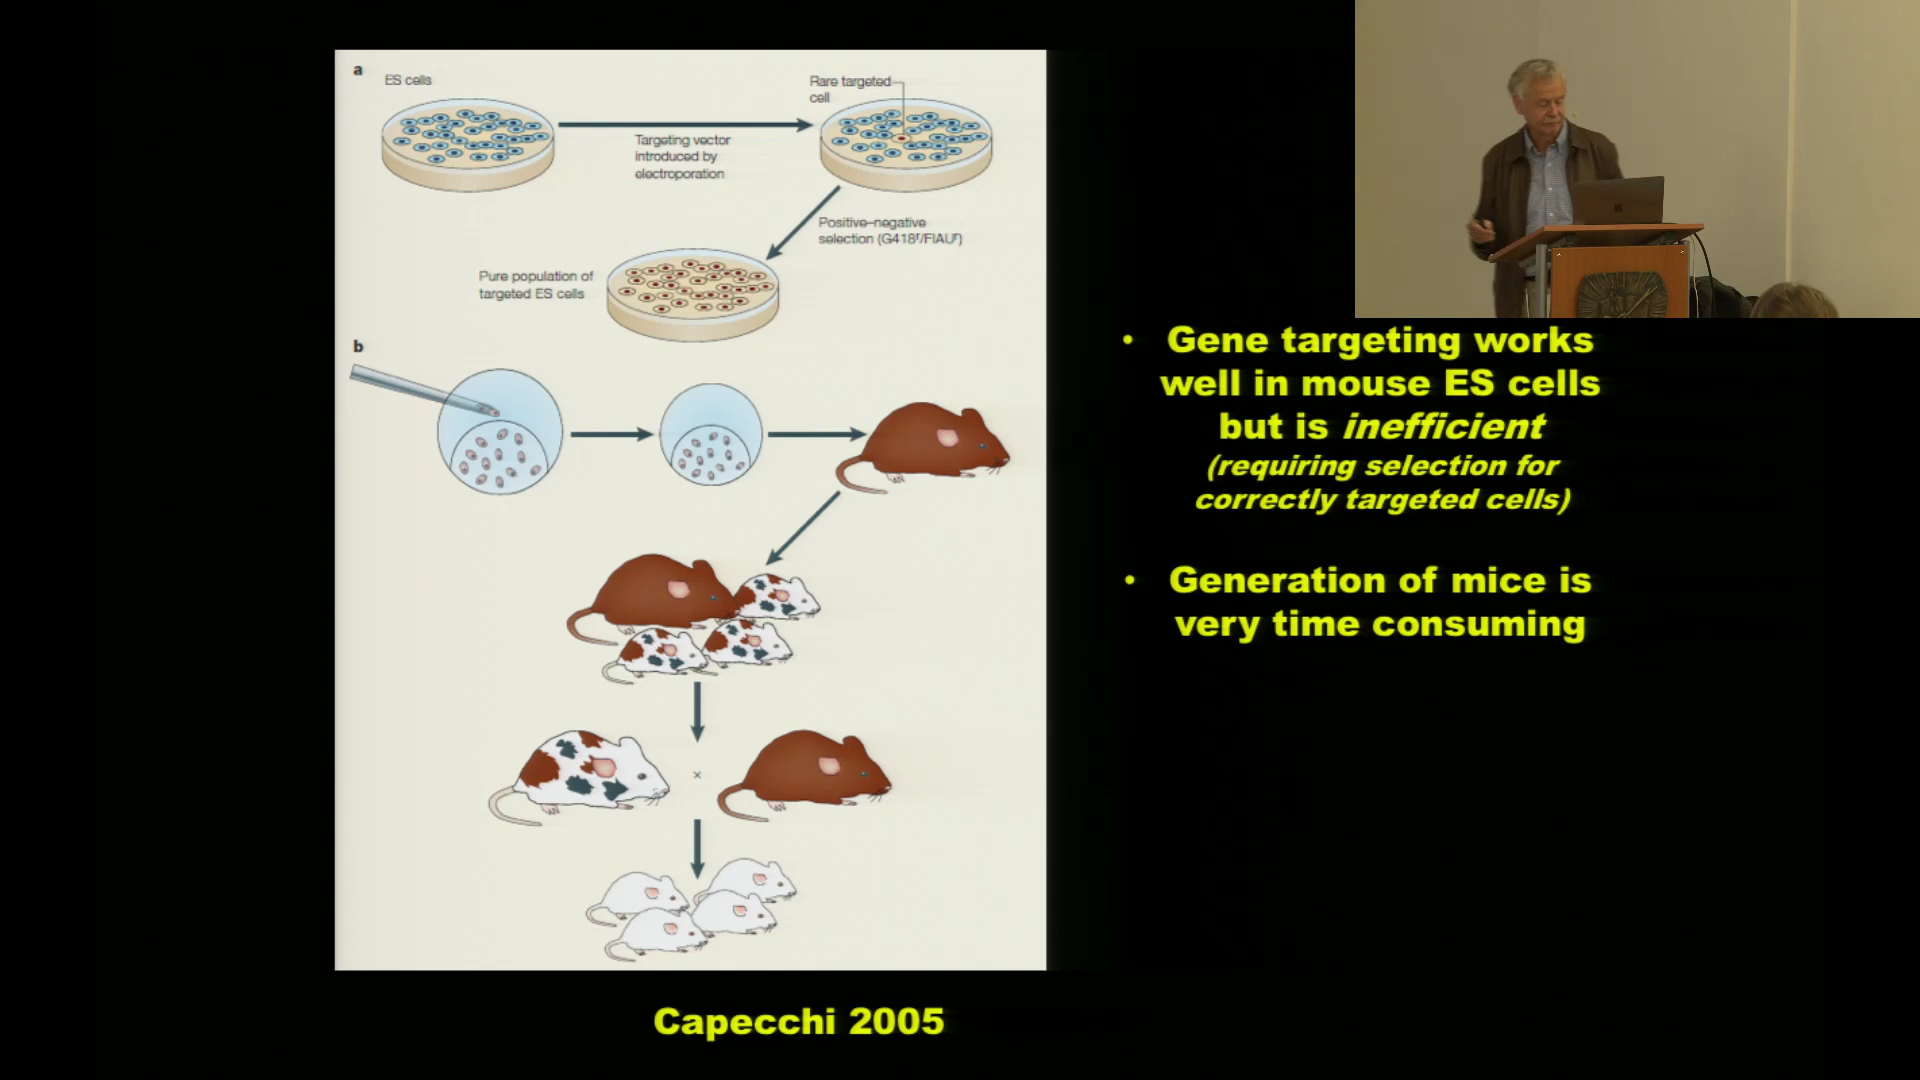 a
ES cells
Rare targeted
cell
Targeting vector
introduced by
electroporation
Positive–negative
selection (G418ʳ/FIAUʳ)
Pure population of
targeted ES cells
b
×
Capecchi 2005
• Gene targeting works
well in mouse ES cells
but is inefficient
(requiring selection for
correctly targeted cells)
• Generation of mice is
very time consuming